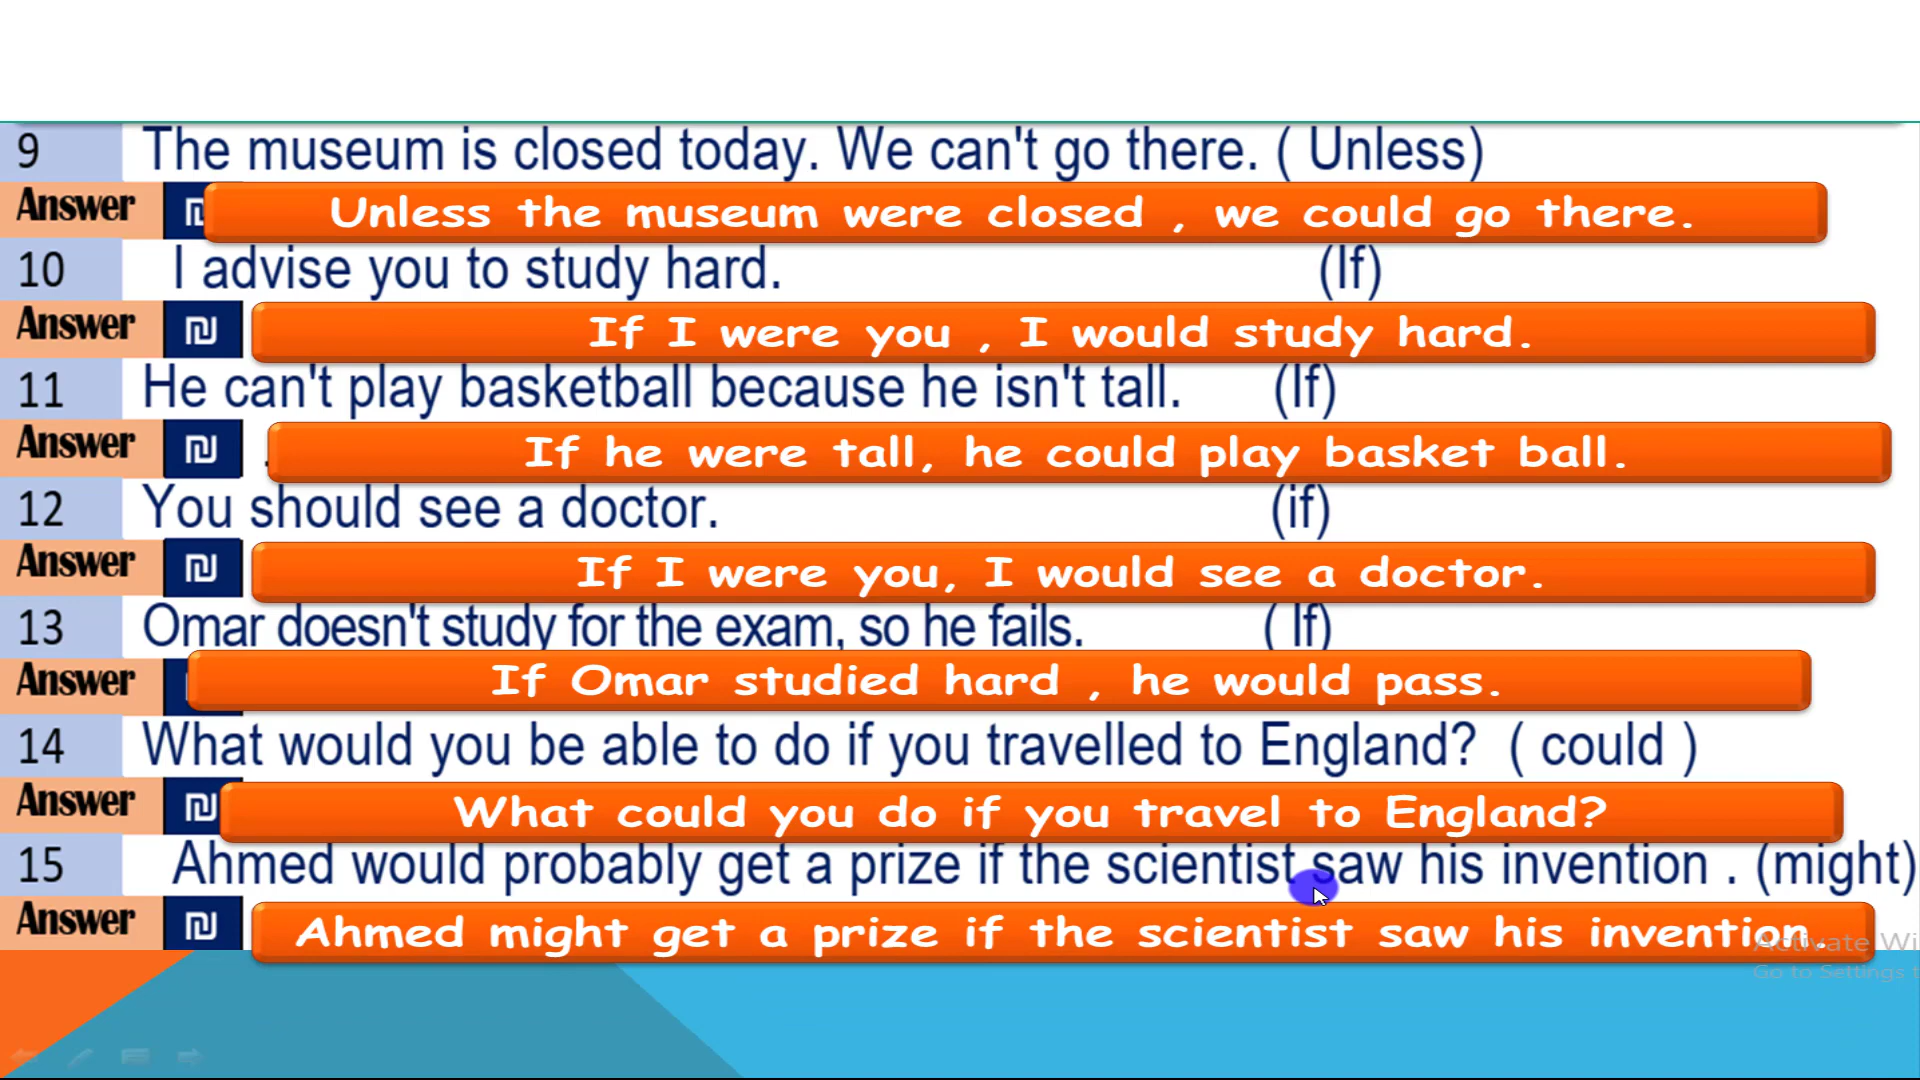 9 The museum is closed today. We can't go there. ( Unless)
Answer Unless the museum were closed , we could go there.
10 I advise you to study hard. (If)
Answer If I were you , I would study hard.
11 He can't play basketball because he isn't tall. (If)
Answer If he were tall, he could play basket ball.
12 You should see a doctor. (if)
Answer If I were you, I would see a doctor.
13 Omar doesn't study for the exam, so he fails. ( If)
Answer If Omar studied hard , he would pass.
14 What would you be able to do if you travelled to England? ( could )
Answer What could you do if you travel to England?
15 Ahmed would probably get a prize if the scientist saw his invention . (might)
Answer Ahmed might get a prize if the scientist saw his invention.
Activate Wi
Go to Settings t